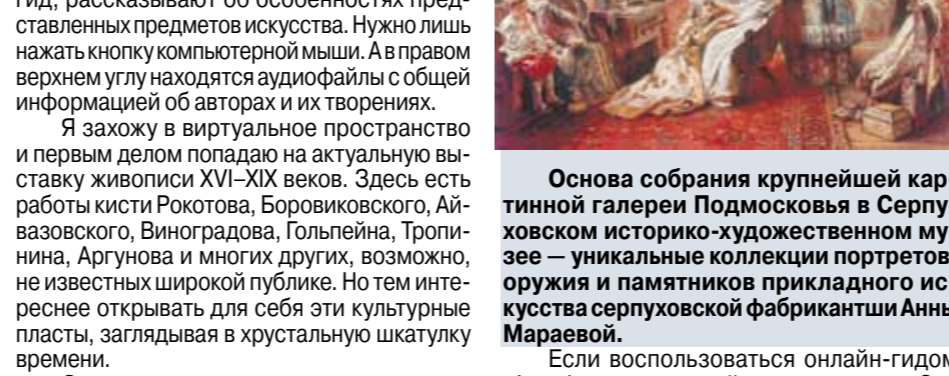 гид, рассказывают об особенностях пред-
ставленных предметов искусства. Нужно лишь
нажать кнопку компьютерной мыши. А в правом
верхнем углу находятся аудиофайлы с общей
информацией об авторах и их творениях.
Я захожу в виртуальное пространство
и первым делом попадаю на актуальную вы-
ставку живописи XVI–XIX веков. Здесь есть
работы кисти Рокотова, Боровиковского, Ай-
вазовского, Виноградова, Гольпейна, Тропи-
нина, Аргунова и многих других, возможно,
не известных широкой публике. Но тем инте-
реснее открывать для себя эти культурные
пласты, заглядывая в хрустальную шкатулку
времени.
Основа собрания крупнейшей кар-
тинной галереи Подмосковья в Серпу-
ховском историко-художественном му-
зее — уникальные коллекции портретов,
оружия и памятников прикладного ис-
кусства серпуховской фабрикантши Анны
Мараевой.
Если воспользоваться онлайн-гидом